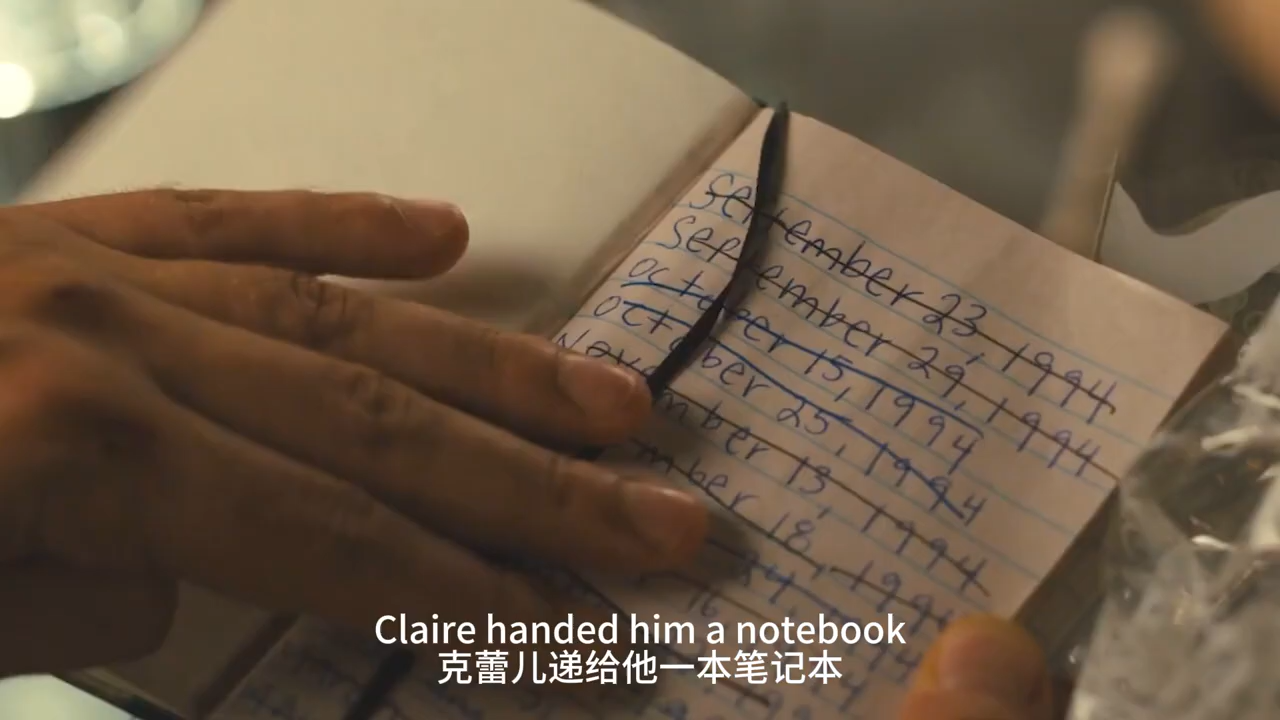 September 23, 1994
September 29, 1994
October 15, 1994
October 25, 1994
November 13, 1994
mber 18, 1994
Claire handed him a notebook
克蕾儿递给他一本笔记本